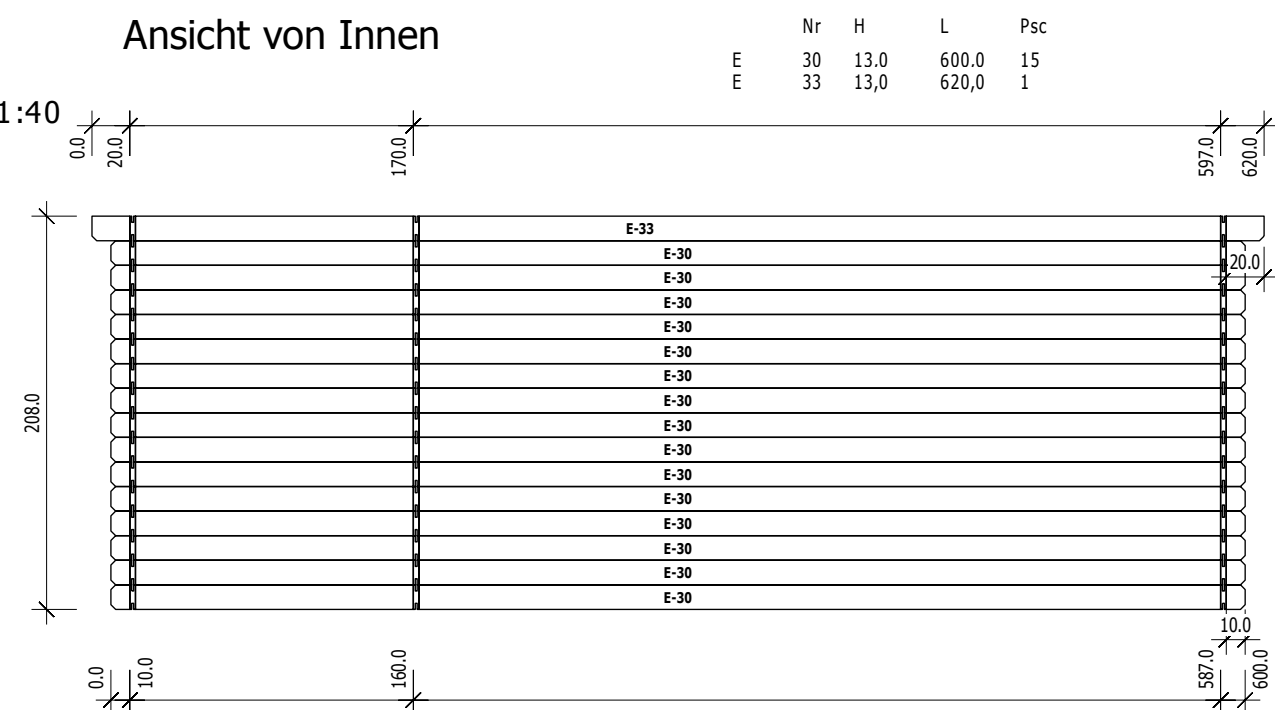 Ansicht von Innen
Nr H L Psc
E 30 13.0 600.0 15
E 33 13,0 620,0 1
1:40
0.0 20.0 170.0 597.0 620.0
E-33
E-30
20.0
E-30
E-30
E-30
E-30
E-30
E-30
208.0
E-30
E-30
E-30
E-30
E-30
E-30
E-30
E-30
10.0
0.0 10.0 160.0 587.0 600.0